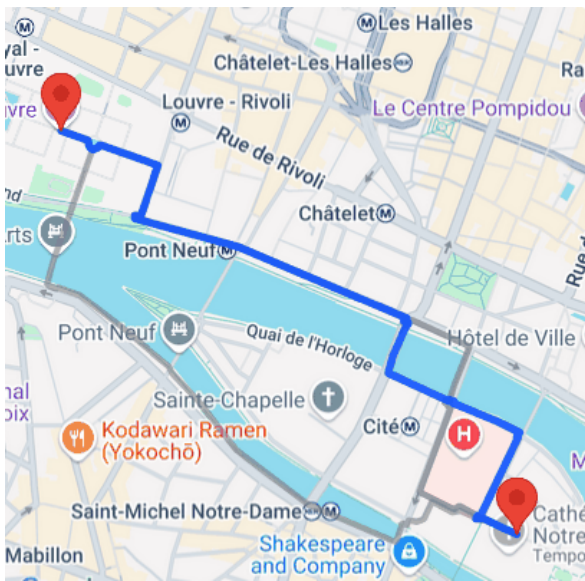 Les Halles
Châtelet-Les Halles
Louvre - Rivoli
Le Centre Pompidou
Rue de Rivoli
Châtelet
Pont Neuf
Pont Neuf
Quai de l'Horloge
Hôtel de Ville
Sainte-Chapelle
Cité
H
Kodawari Ramen
(Yokochō)
Saint-Michel Notre-Dame
Shakespeare
and Company
Mabillon
Notre